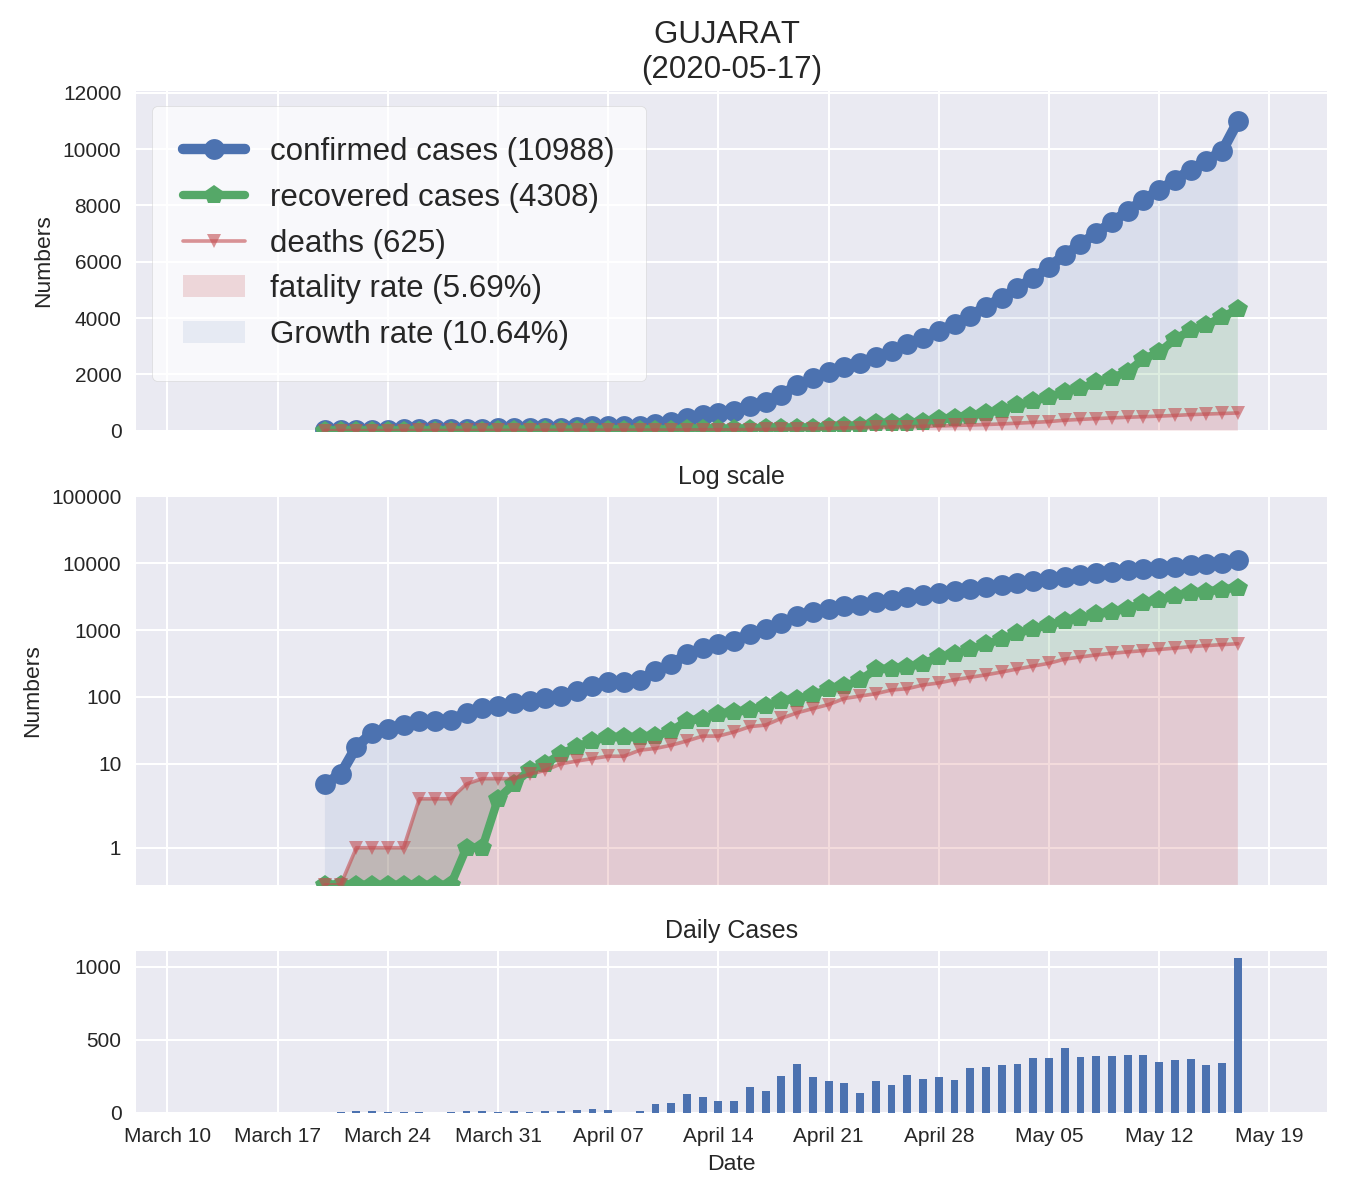 GUJARAT
(2020-05-17)
12000
10000
8000
6000
4000
2000
0
Numbers
confirmed cases (10988)
recovered cases (4308)
deaths (625)
fatality rate (5.69%)
Growth rate (10.64%)
Log scale
100000
10000
1000
100
10
1
Numbers
Daily Cases
1000
500
0
March 10 March 17 March 24 March 31 April 07 April 14 April 21 April 28 May 05 May 12 May 19
Date